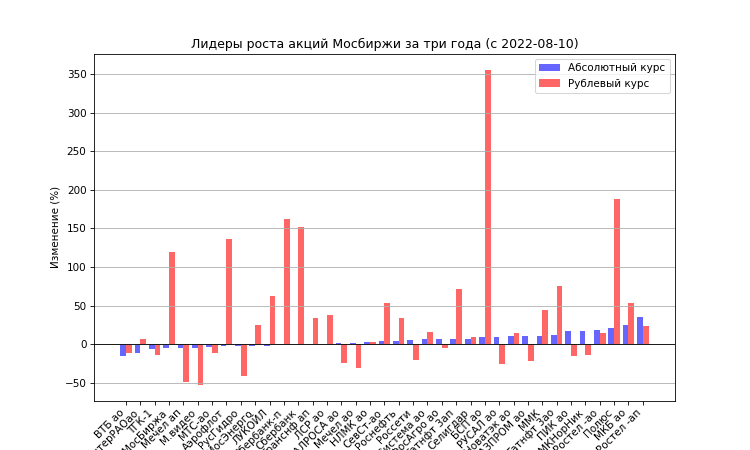 Лидеры роста акций Мосбиржи за три года (с 2022-08-10)
Абсолютный курс
Рублевый курс
Изменение (%)
350
300
250
200
150
100
50
0
−50
ВТБ ао
ТГК-1
МосБиржа
Мечел ап
М.видео
МТС-ао
Аэрофлот
РусГидро
ЛУКОЙЛ
Сбербанк
ЛСР ао
Мечел ао
НЛМК ао
СевСт-ао
Роснефть
Россети
Селигдар
БСП ао
РУСАЛ ао
ММК
ПИК ао
Ростел -ао
Полюс
МКБ ао
Ростел -ап